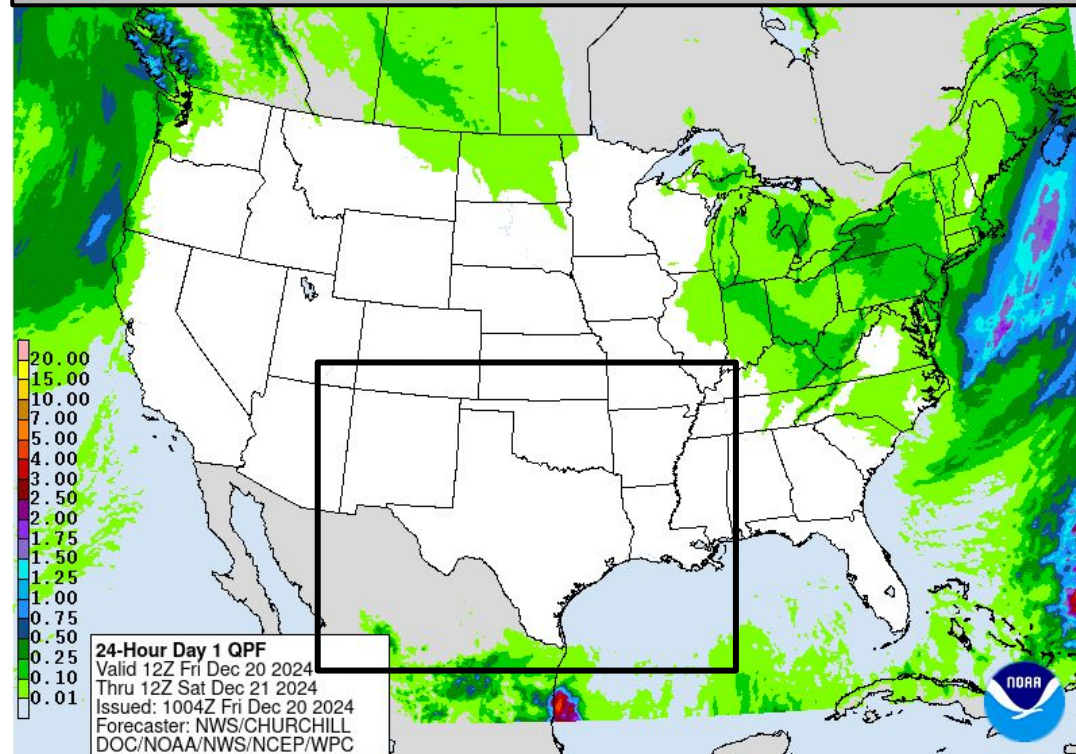 20.00
15.00
10.00
7.00
5.00
4.00
3.00
2.50
2.00
1.75
1.50
1.25
1.00
0.75
0.50
0.25
0.10
0.01
24-Hour Day 1 QPF
Valid 12Z Fri Dec 20 2024
Thru 12Z Sat Dec 21 2024
Issued: 1004Z Fri Dec 20 2024
Forecaster: NWS/CHURCHILL
DOC/NOAA/NWS/NCEP/WPC
NOAA